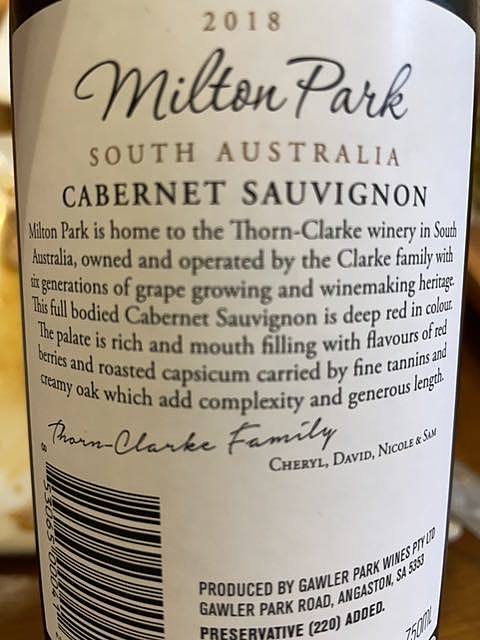 2018
Milton Park
SOUTH AUSTRALIA
CABERNET SAUVIGNON
Milton Park is home to the Thorn-Clarke winery in South
Australia, owned and operated by the Clarke family with
six generations of grape growing and winemaking heritage.
This full bodied Cabernet Sauvignon is deep red in colour.
The palate is rich and mouth filling with flavours of red
berries and roasted capsicum carried by fine tannins and
creamy oak which add complexity and generous length.
Thorn-Clarke Family
CHERYL, DAVID, NICOLE & SAM
PRODUCED BY GAWLER PARK WINES PTY LTD
GAWLER PARK ROAD, ANGASTON, SA 5353
PRESERVATIVE (220) ADDED.
750mL